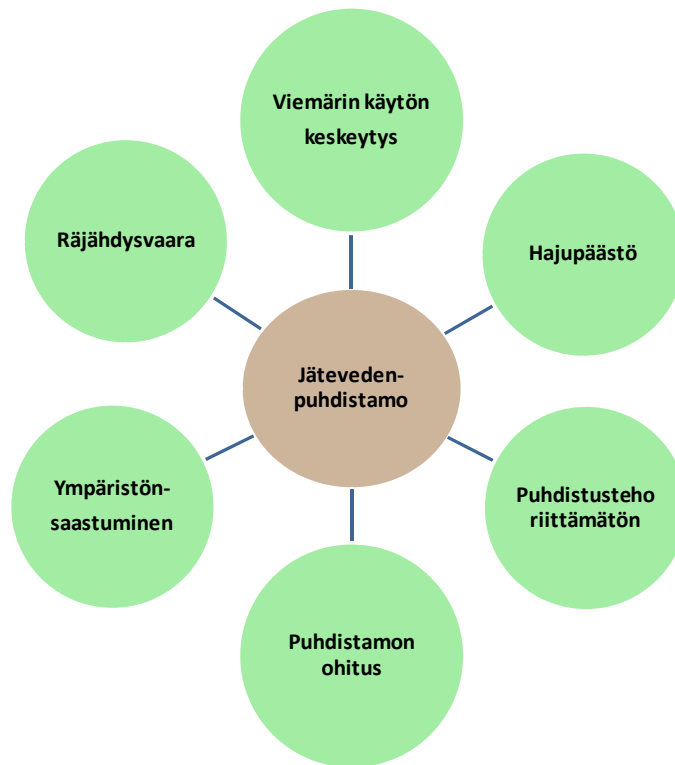 Viemärin käytön
keskeytys
Räjähdysvaara
Hajupäästö
Jäteveden-
puhdistamo
Ympäristön-
saastuminen
Puhdistusteho
riittämätön
Puhdistamon
ohitus